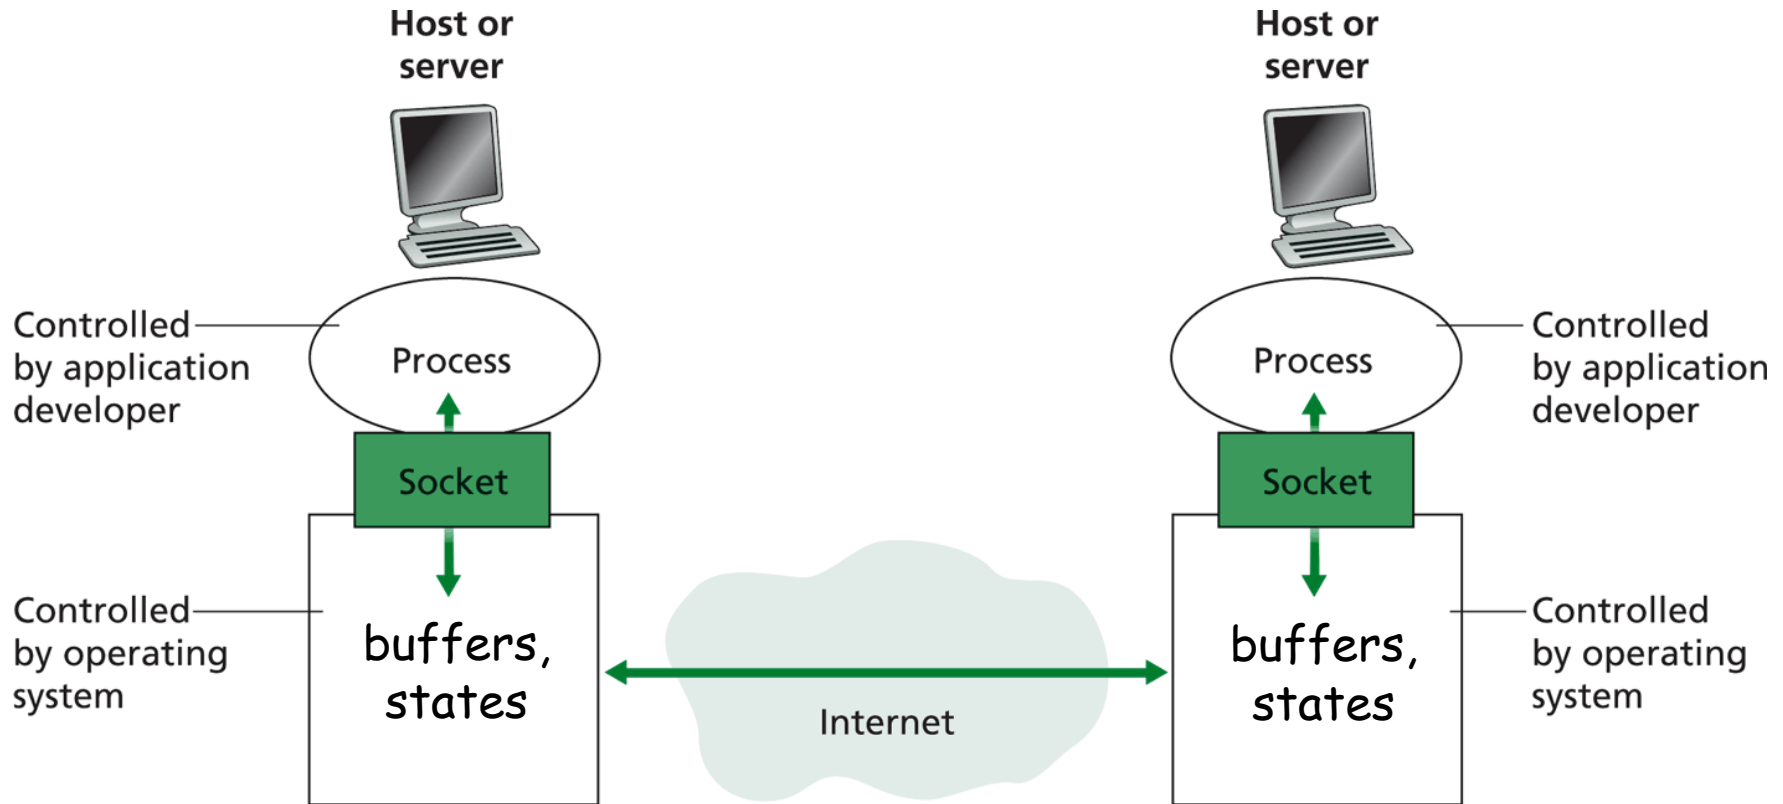 Host or
server
Host or
server
Controlled
by application
developer
Process
Process
Controlled
by application
developer
Socket
Socket
Controlled
by operating
system
buffers,
states
Internet
buffers,
states
Controlled
by operating
system